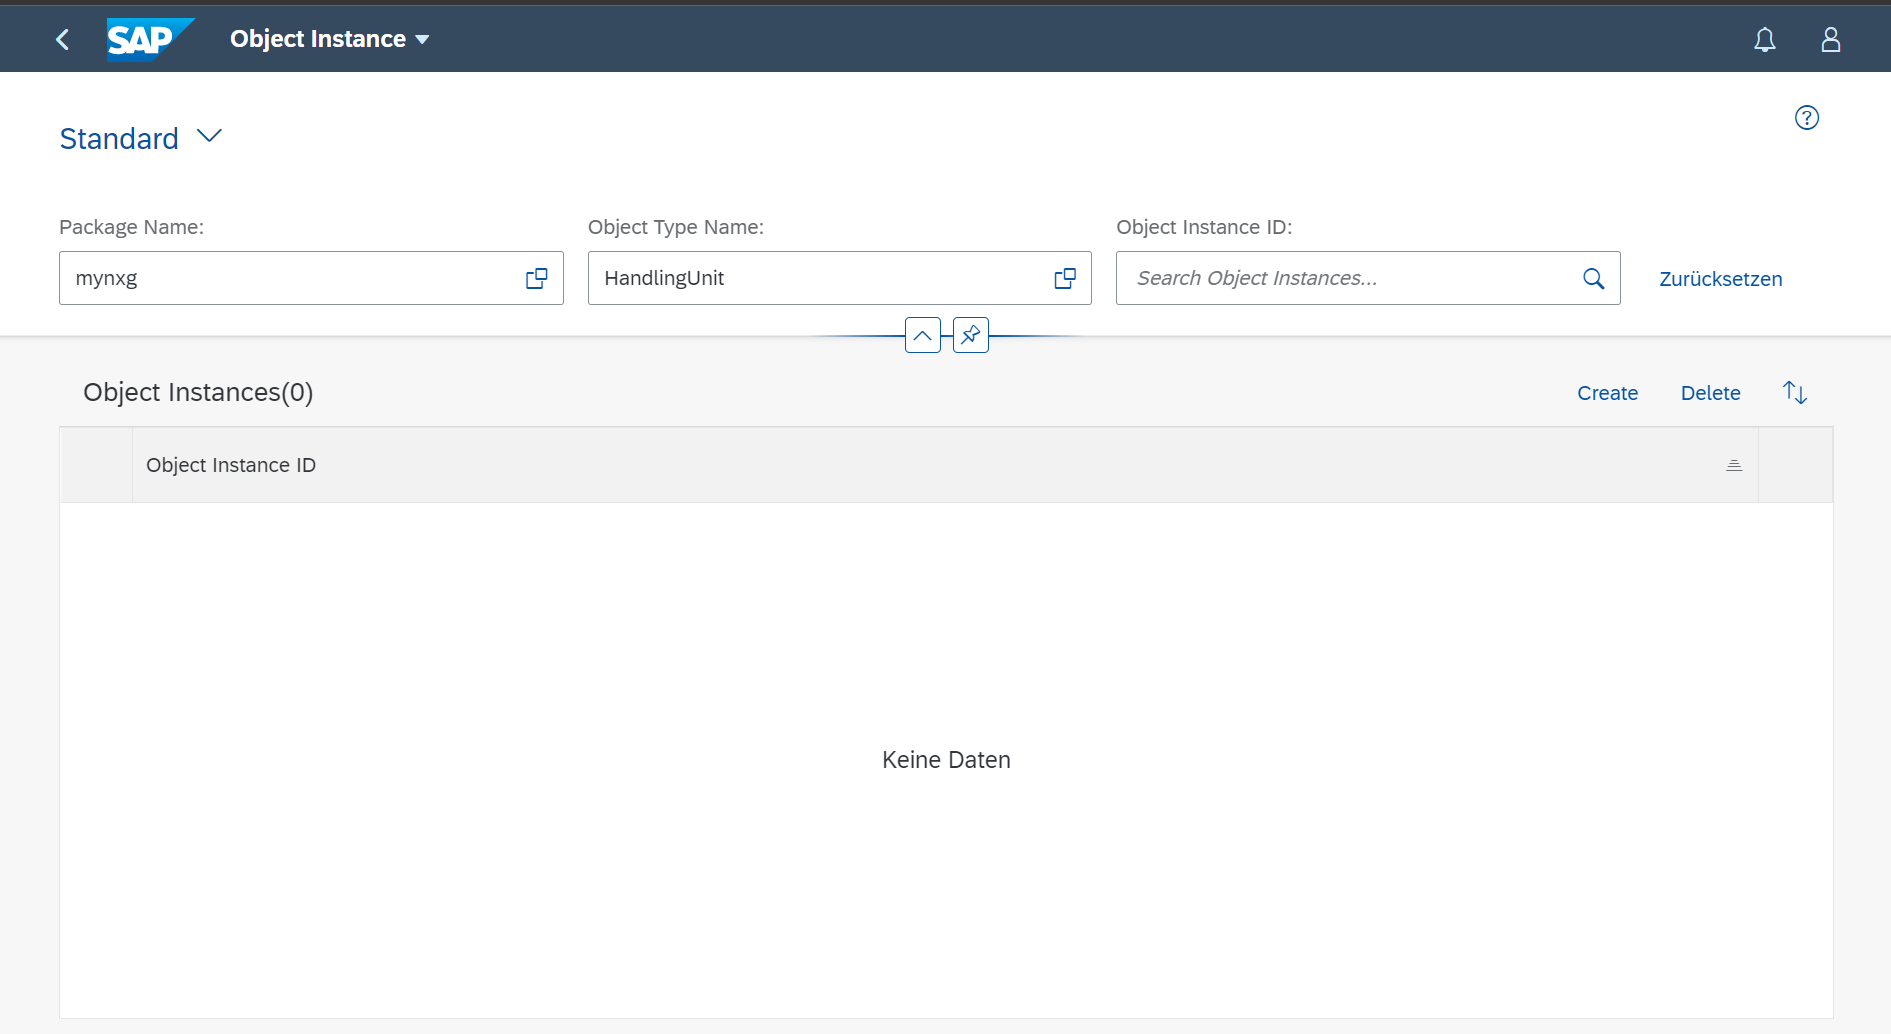 SAP Object Instance
Standard
Package Name: Object Type Name: Object Instance ID:
mynxg HandlingUnit Search Object Instances... Zurücksetzen
Object Instances(0) Create Delete
Object Instance ID
Keine Daten